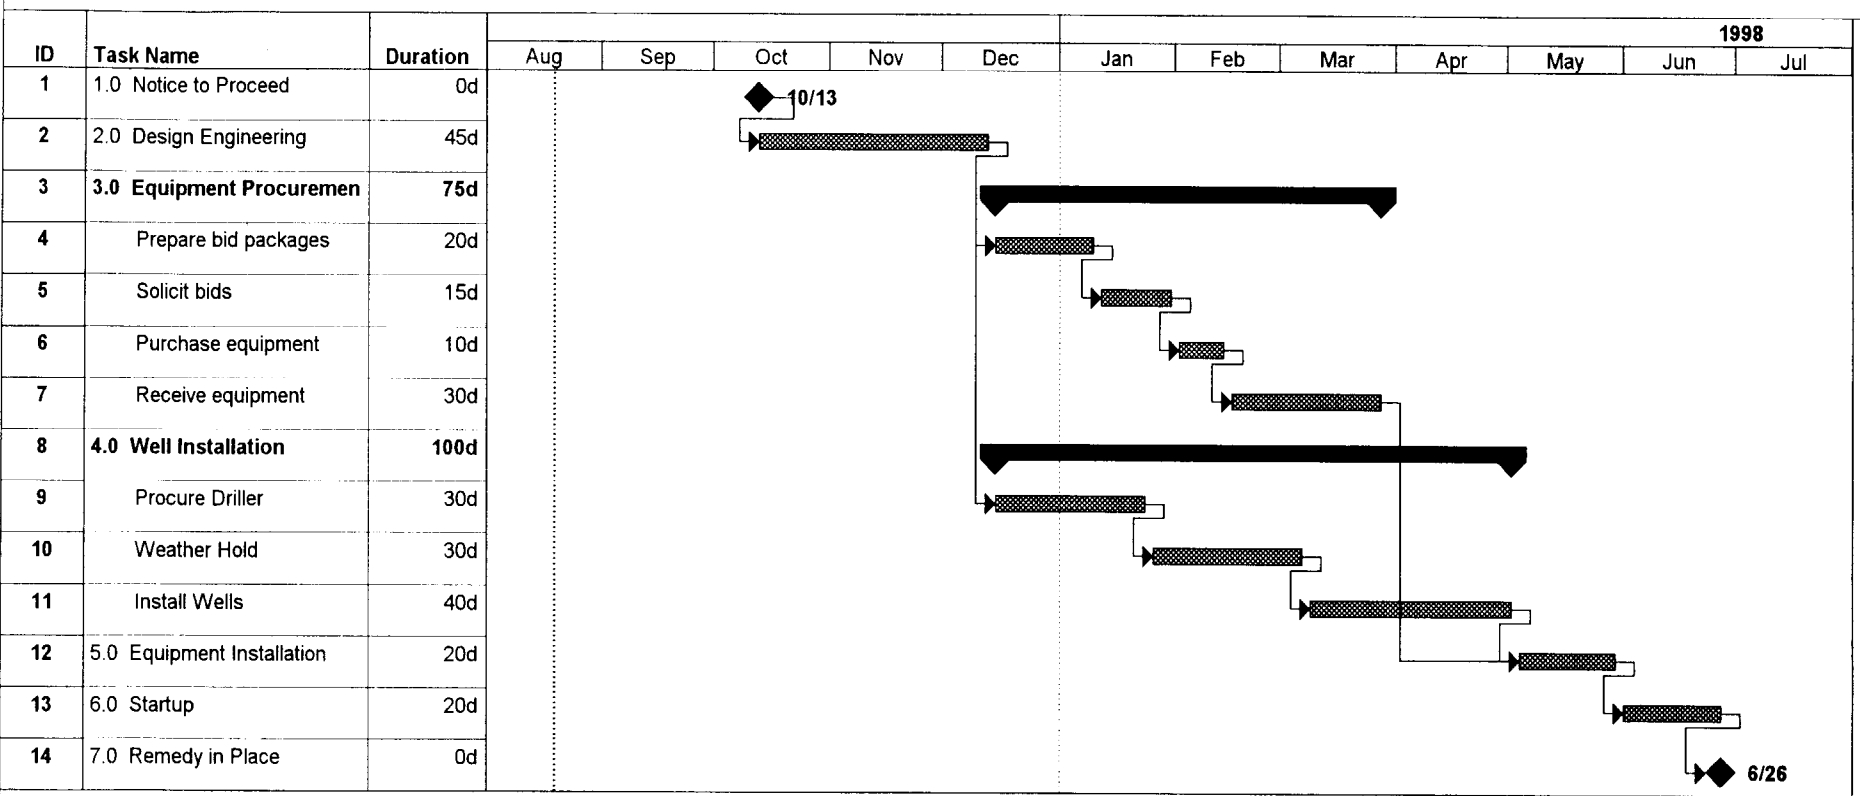 1998
ID Task Name Duration Aug Sep Oct Nov Dec Jan Feb Mar Apr May Jun Jul
1 1.0 Notice to Proceed 0d 10/13
2 2.0 Design Engineering 45d
3 3.0 Equipment Procuremen 75d
4 Prepare bid packages 20d
5 Solicit bids 15d
6 Purchase equipment 10d
7 Receive equipment 30d
8 4.0 Well Installation 100d
9 Procure Driller 30d
10 Weather Hold 30d
11 Install Wells 40d
12 5.0 Equipment Installation 20d
13 6.0 Startup 20d
14 7.0 Remedy in Place 0d 6/26